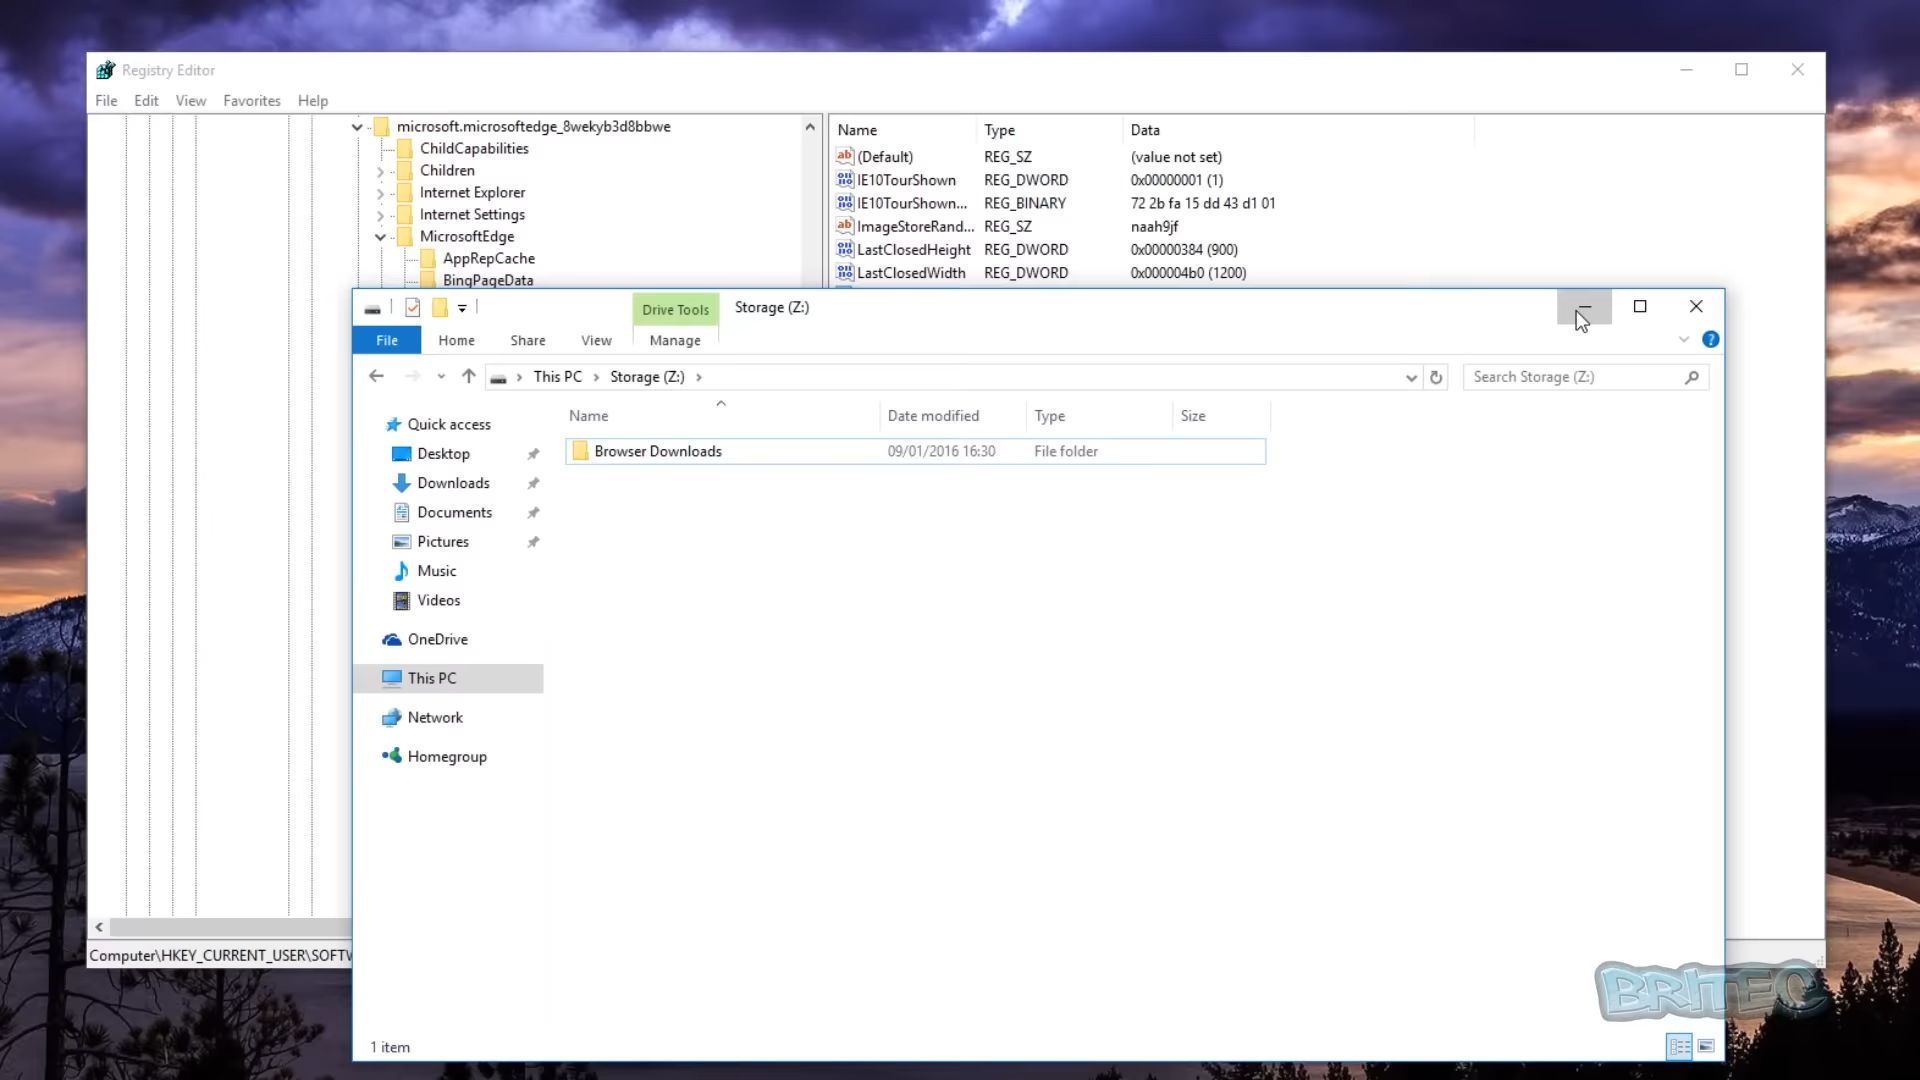 Registry Editor
File Edit View Favorites Help
microsoft.microsoftedge_8wekyb3d8bbwe
ChildCapabilities
Children
Internet Explorer
Internet Settings
MicrosoftEdge
AppRepCache
BingPageData
Name Type Data
(Default) REG_SZ (value not set)
IE10TourShown REG_DWORD 0x00000001 (1)
IE10TourShown... REG_BINARY 72 2b fa 15 dd 43 d1 01
ImageStoreRand... REG_SZ naah9jf
LastClosedHeight REG_DWORD 0x00000384 (900)
LastClosedWidth REG_DWORD 0x000004b0 (1200)
Drive Tools Storage (Z:)
File Home Share View Manage
This PC Storage (Z:) Search Storage (Z:)
Name Date modified Type Size
Browser Downloads 09/01/2016 16:30 File folder
Quick access
Desktop
Downloads
Documents
Pictures
Music
Videos
OneDrive
This PC
Network
Homegroup
1 item
Computer\HKEY_CURRENT_USER\SOFTW
BRITEC